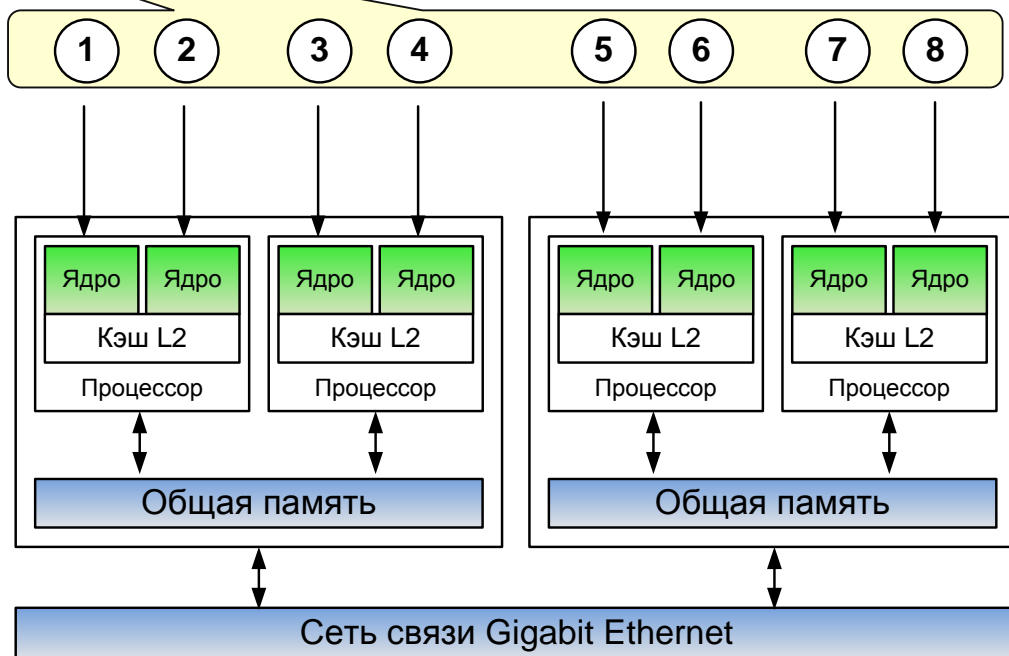 1 2 3 4 5 6 7 8
Ядро Ядро Ядро Ядро Ядро Ядро Ядро Ядро
Кэш L2 Кэш L2 Кэш L2 Кэш L2
Процессор Процессор Процессор Процессор
Общая память Общая память
Сеть связи Gigabit Ethernet